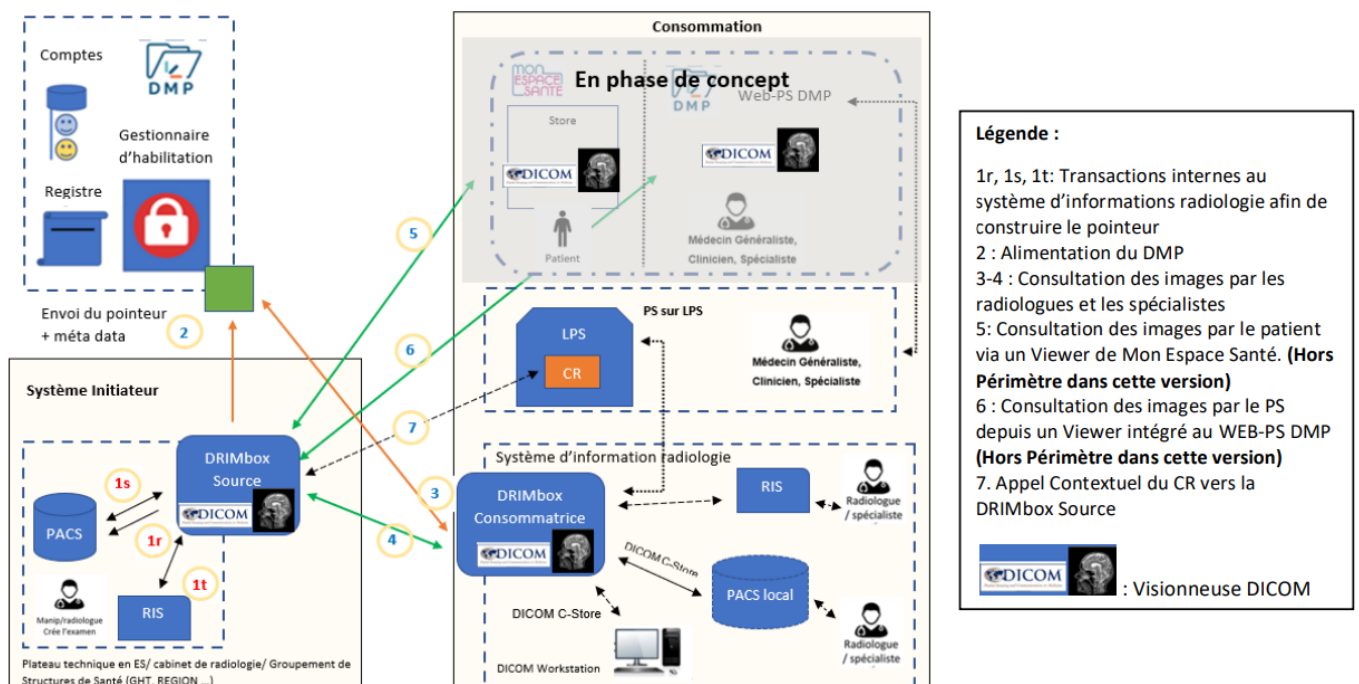 Comptes
DMP
Gestionnaire
d'habilitation
Registre
Envoi du pointeur
+ méta data
2
Système Initiateur
DRIMbox
Source
DICOM
1s
PACS
1r
1t
Manip/radiologue
Crée l'examen
RIS
Plateau technique en ES/ cabinet de radiologie/ Groupement de
Structures de Santé (GHT, REGION ...)
Consommation
MON
ESPACE
SANTÉ
En phase de concept
DMP
Web-PS DMP
Store
DICOM
DICOM
Patient
Médecin Généraliste,
Clinicien, Spécialiste
5
6
7
3
4
PS sur LPS
LPS
CR
Médecin Généraliste,
Clinicien, Spécialiste
Système d'information radiologie
DRIMbox
Consommatrice
DICOM
RIS
Radiologue
/ spécialiste
DICOM C-Store
PACS local
DICOM C-Store
DICOM Workstation
Radiologue
/ spécialiste
Légende :
1r, 1s, 1t: Transactions internes au
système d'informations radiologie afin de
construire le pointeur
2 : Alimentation du DMP
3-4 : Consultation des images par les
radiologues et les spécialistes
5: Consultation des images par le patient
via un Viewer de Mon Espace Santé. (Hors
Périmètre dans cette version)
6 : Consultation des images par le PS
depuis un Viewer intégré au WEB-PS DMP
(Hors Périmètre dans cette version)
7. Appel Contextuel du CR vers la
DRIMbox Source
DICOM : Visionneuse DICOM